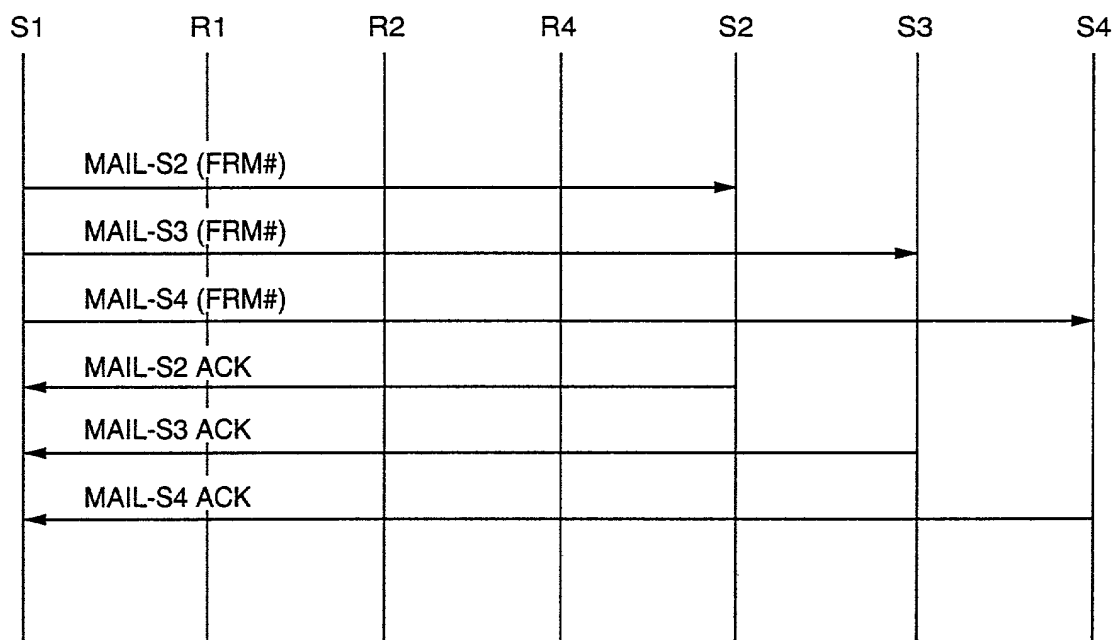 S1 R1 R2 R4 S2 S3 S4
MAIL-S2 (FRM#)
MAIL-S3 (FRM#)
MAIL-S4 (FRM#)
MAIL-S2 ACK
MAIL-S3 ACK
MAIL-S4 ACK